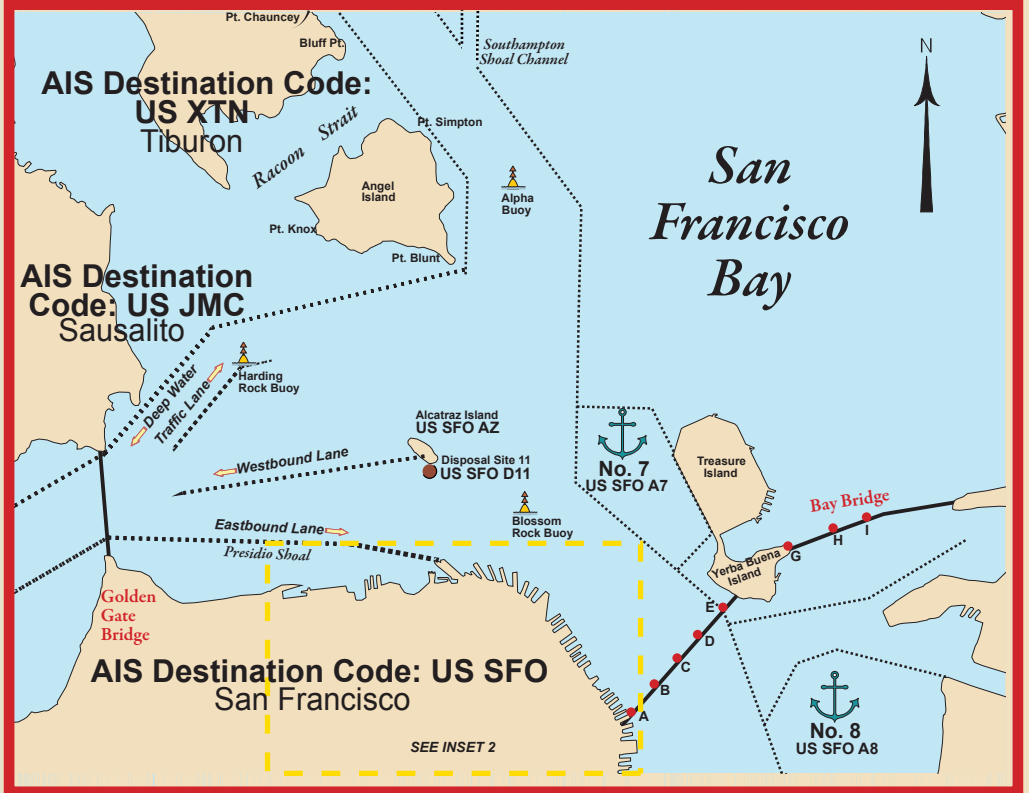 Pt. Chauncey
Bluff Pt.
Southampton
Shoal Channel
N
AIS Destination Code:
US XTN
Tiburon
Racoon Strait
Pt. Simpton
San
Francisco
Bay
Angel
Island
Alpha
Buoy
Pt. Knox
Pt. Blunt
AIS Destination
Code: US JMC
Sausalito
Harding
Rock Buoy
Deep Water
Traffic Lane
Alcatraz Island
US SFO AZ
Disposal Site 11
US SFO D11
Westbound Lane
No. 7
US SFO A7
Treasure
Island
Bay Bridge
Blossom
Rock Buoy
Eastbound Lane
Presidio Shoal
I
H
G
Yerba Buena
Island
Golden
Gate
Bridge
E
D
C
B
A
AIS Destination Code: US SFO
San Francisco
No. 8
US SFO A8
SEE INSET 2